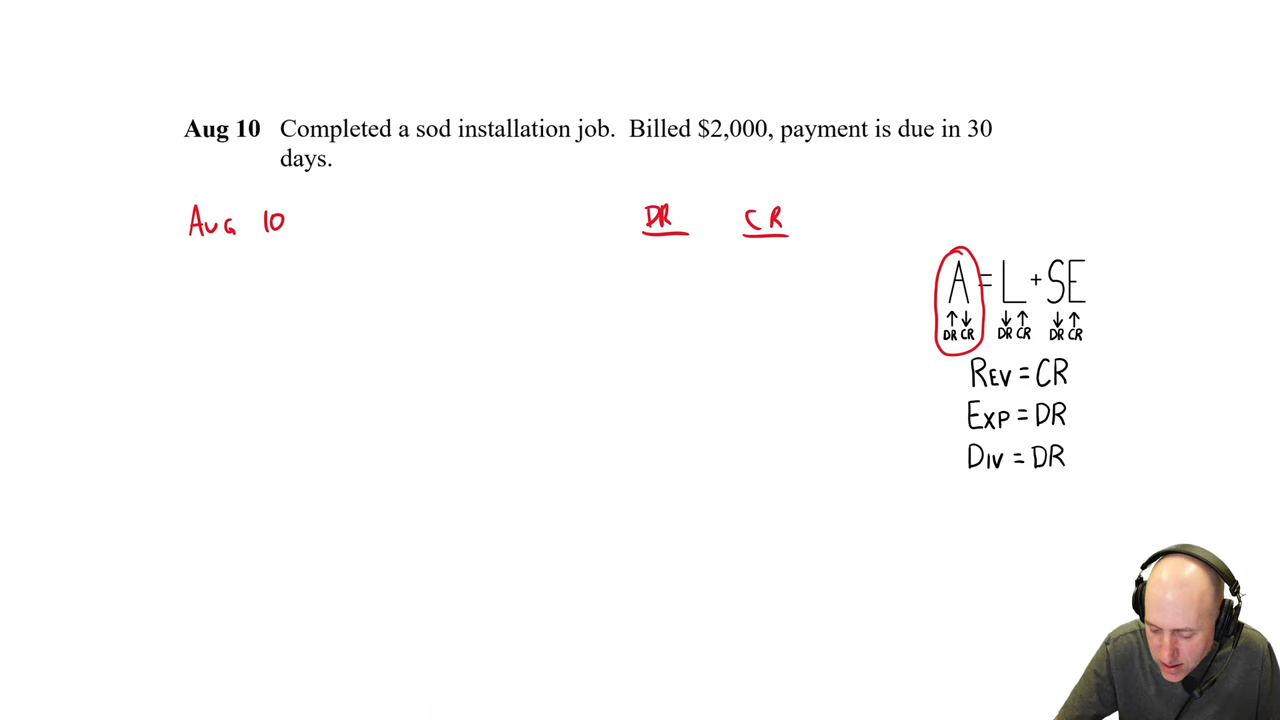 Aug 10 Completed a sod installation job. Billed $2,000, payment is due in 30
days.
Aug 10 DR CR
A = L + SE
↑↓ ↓↑ ↓↑
DR CR DR CR DR CR
REV = CR
EXP = DR
DIV = DR